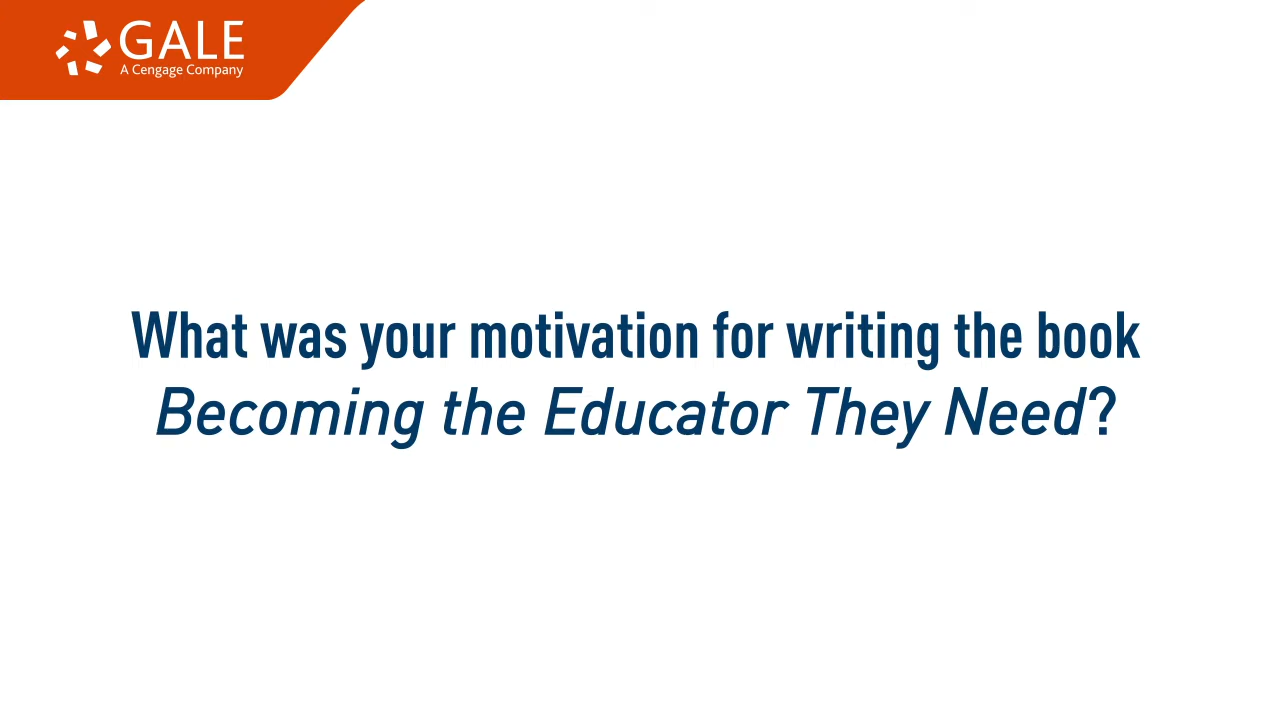 GALE
A Cengage Company
What was your motivation for writing the book
Becoming the Educator They Need?